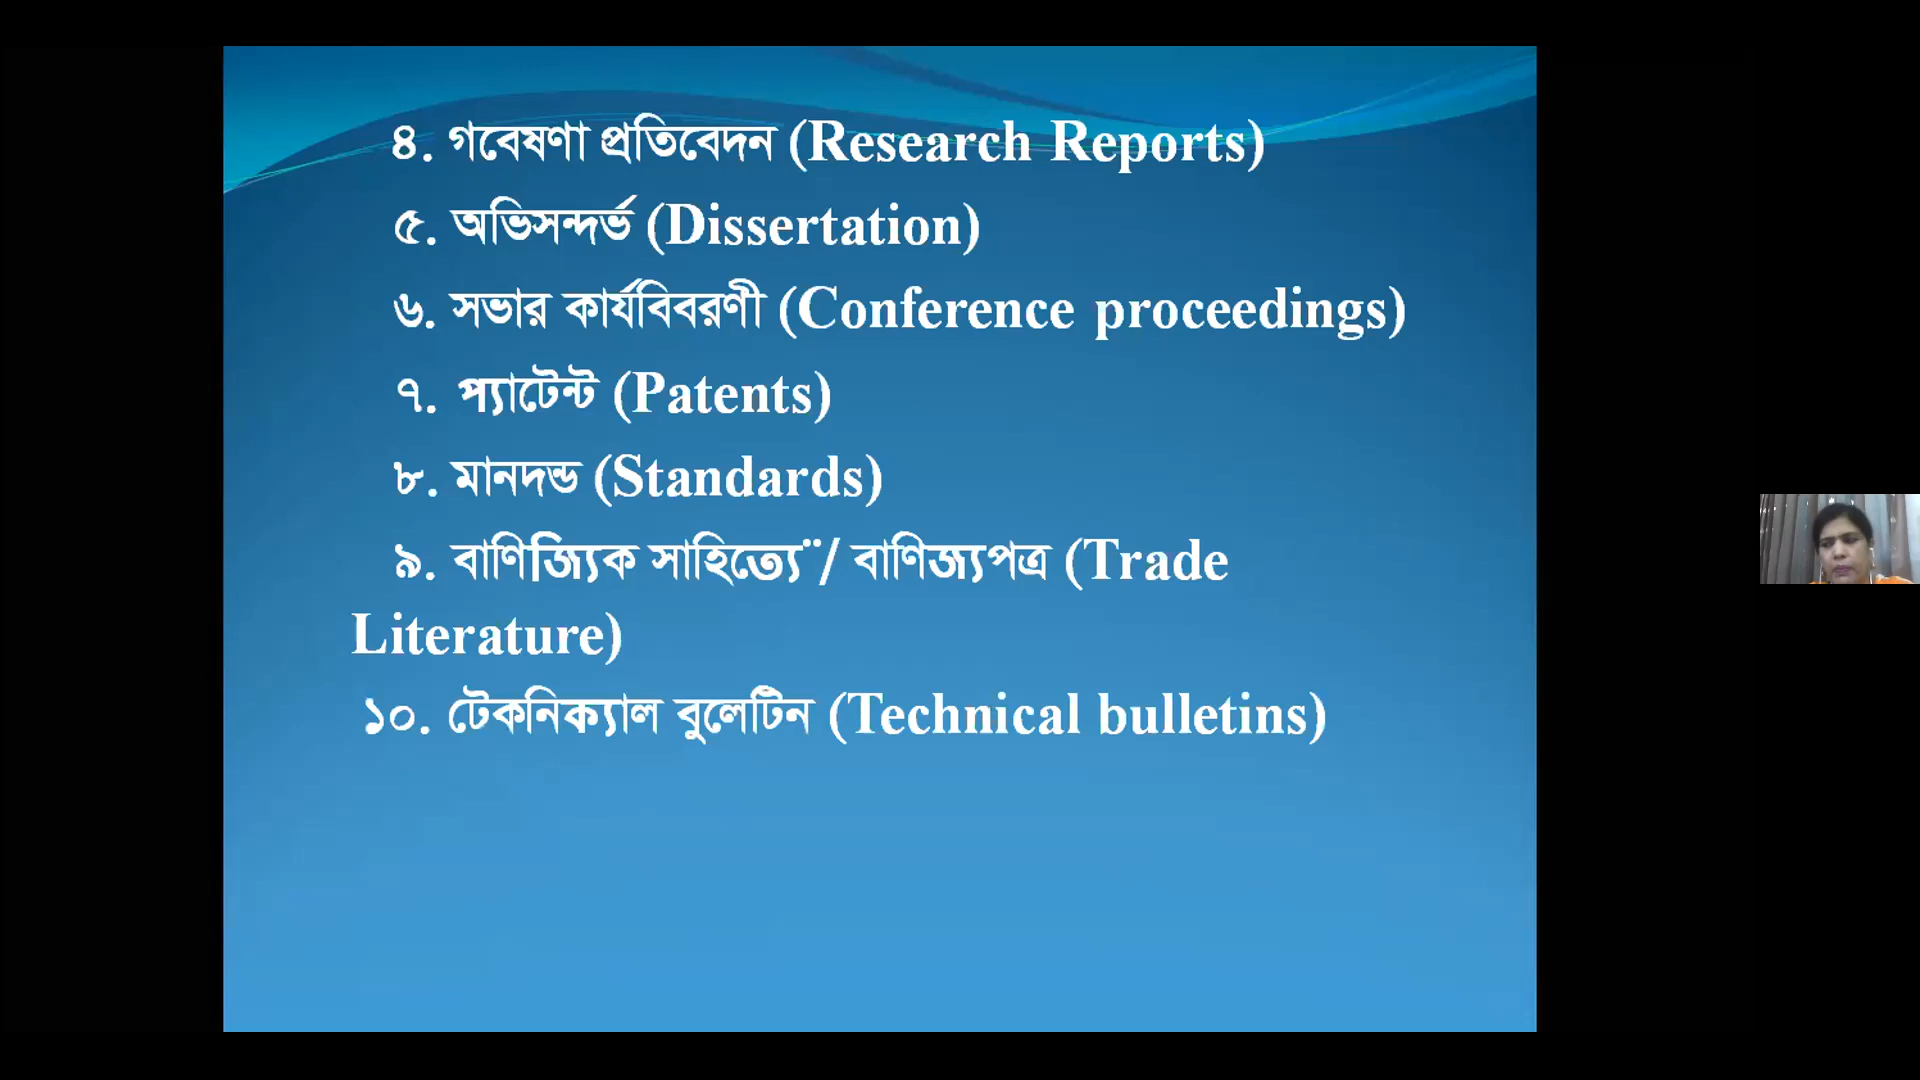 ৪. গবেষণা প্রতিবেদন (Research Reports)
৫. অভিসন্দর্ভ (Dissertation)
৬. সভার কার্যবিবরণী (Conference proceedings)
৭. প্যাটেন্ট (Patents)
৮. মানদন্ড (Standards)
৯. বাণিজ্যিক সাহিত্যে¨/ বাণিজ্যপত্র (Trade
Literature)
১০. টেকনিক্যাল বুলেটিন (Technical bulletins)